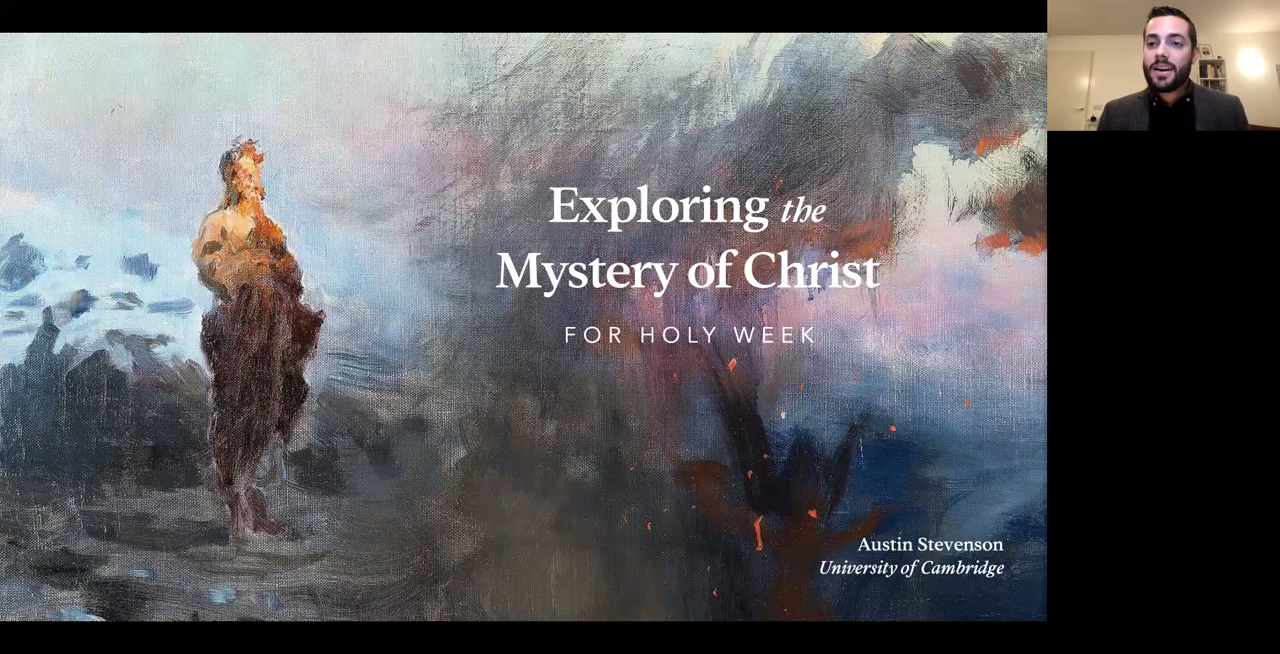 Exploring the
Mystery of Christ
FOR HOLY WEEK
Austin Stevenson
University of Cambridge